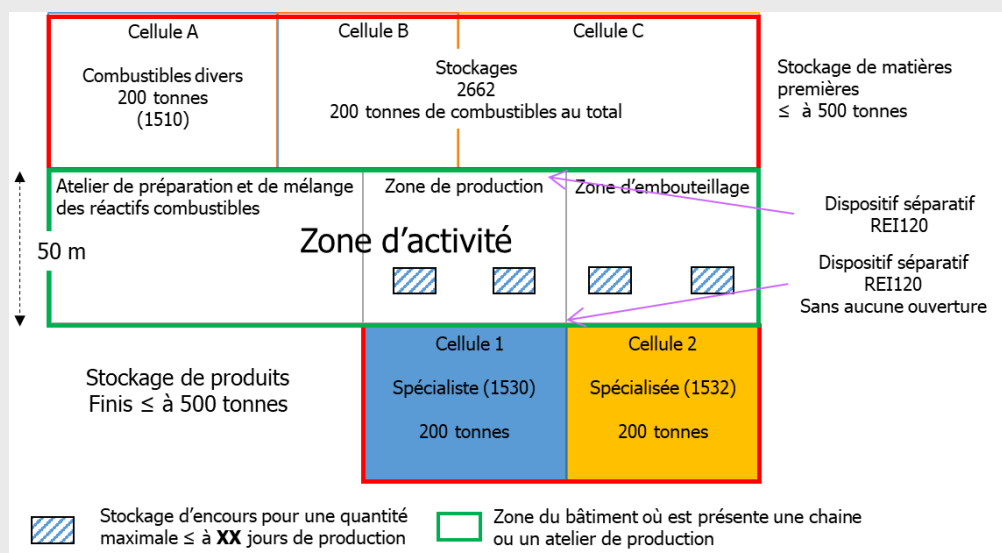 Cellule A
Combustibles divers
200 tonnes
(1510)
Cellule B
Cellule C
Stockages
2662
200 tonnes de combustibles au total
Stockage de matières
premières
≤ à 500 tonnes
Atelier de préparation et de mélange
des réactifs combustibles
Zone de production
Zone d'embouteillage
Zone d'activité
50 m
Dispositif séparatif
REI120
Dispositif séparatif
REI120
Sans aucune ouverture
Stockage de produits
Finis ≤ à 500 tonnes
Cellule 1
Spécialiste (1530)
200 tonnes
Cellule 2
Spécialisée (1532)
200 tonnes
Stockage d'encours pour une quantité
maximale ≤ à XX jours de production
Zone du bâtiment où est présente une chaine
ou un atelier de production